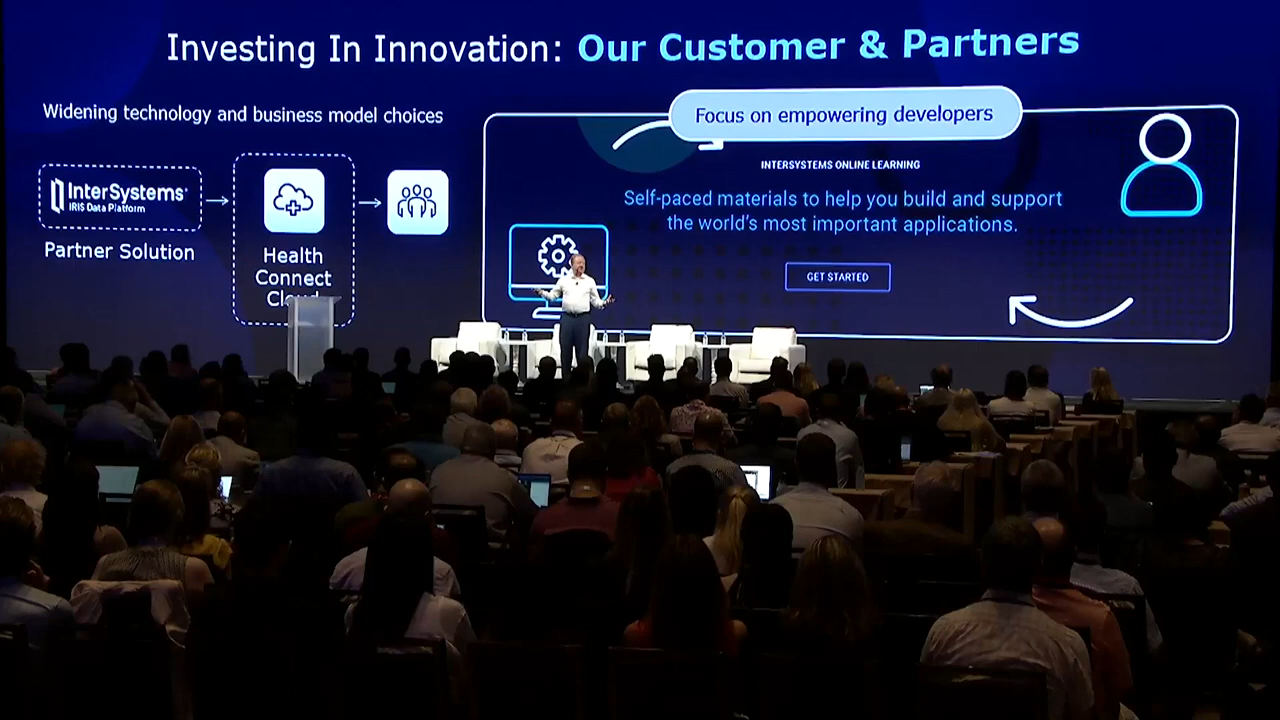 Investing In Innovation: Our Customer & Partners
Widening technology and business model choices
InterSystems®
IRIS Data Platform
Partner Solution
Health
Connect
Cloud
Focus on empowering developers
INTERSYSTEMS ONLINE LEARNING
Self-paced materials to help you build and support
the world's most important applications.
GET STARTED